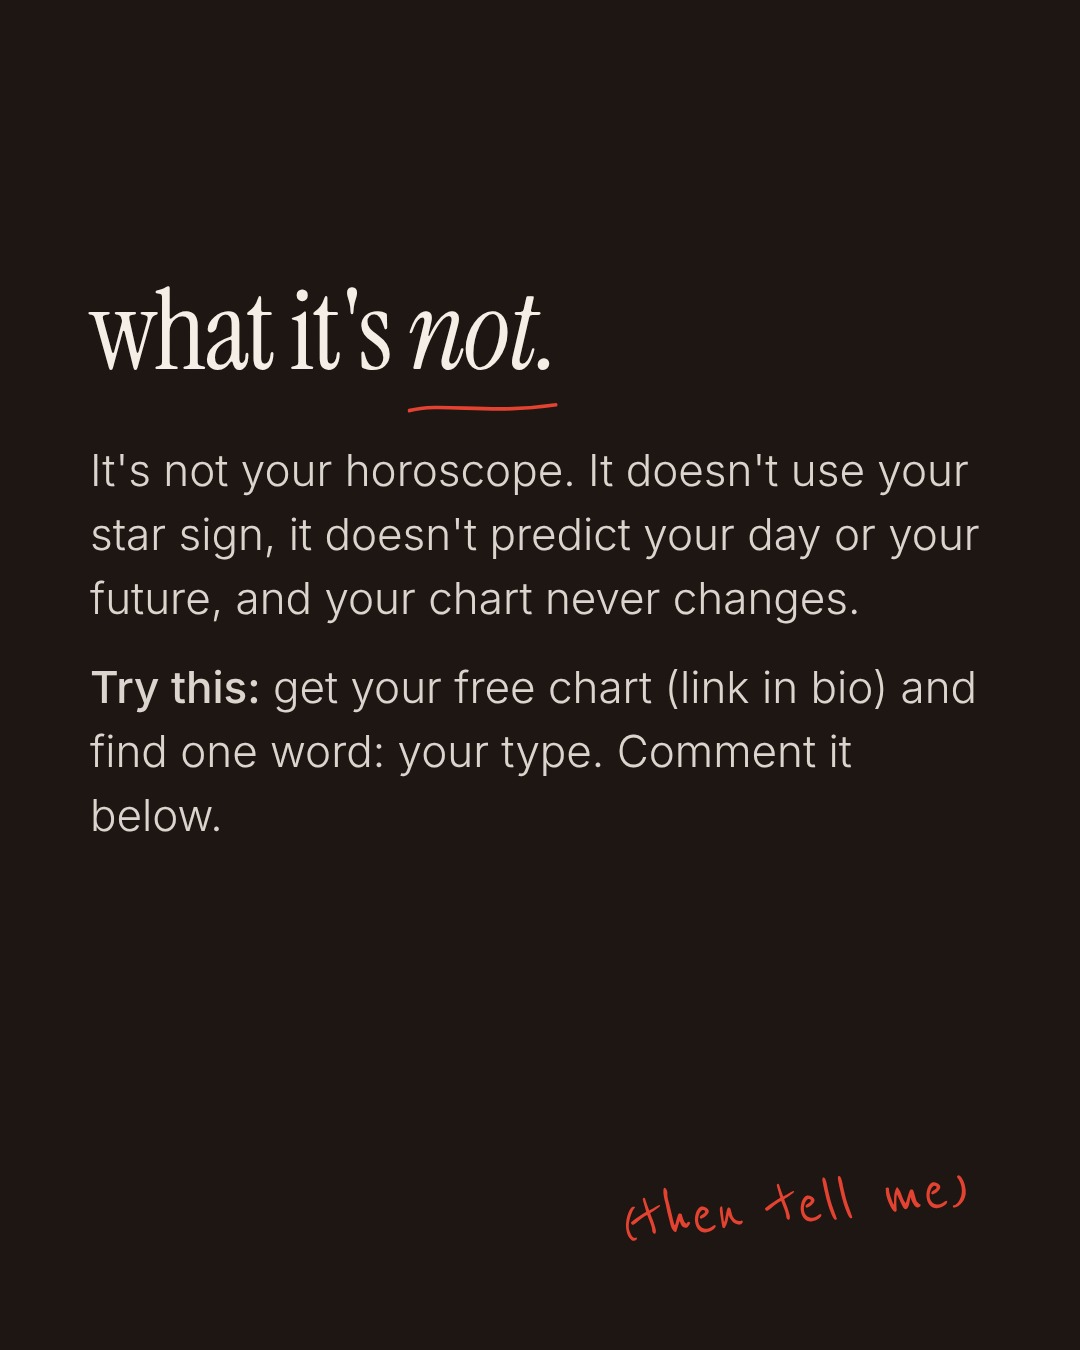 what it's not.
It's not your horoscope. It doesn't use your
star sign, it doesn't predict your day or your
future, and your chart never changes.
Try this: get your free chart (link in bio) and
find one word: your type. Comment it
below.
(then tell me)